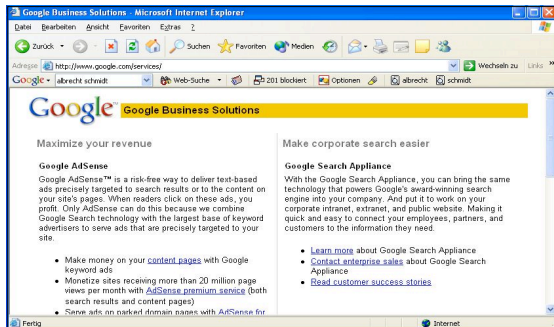 Google Business Solutions - Microsoft Internet Explorer
Datei Bearbeiten Ansicht Favoriten Extras ?
Zurück Suchen Favoriten Medien
Adresse http://www.google.com/services/ Wechseln zu Links »
Google albrecht schmidt Web-Suche 201 blockiert Optionen albrecht schmidt
Google™ Google Business Solutions
Maximize your revenue
Google AdSense
Google AdSense™ is a risk-free way to deliver text-based
ads precisely targeted to search results or to the content on
your site's pages. When readers click on these ads, you
profit. Only AdSense can do this because we combine
Google Search technology with the largest base of keyword
advertisers to serve ads that are precisely targeted to your
site.
• Make money on your content pages with Google
keyword ads
• Monetize sites receiving more than 20 million page
views per month with AdSense premium service (both
search results and content pages)
• Serve ads on parked domain pages with AdSense for
Make corporate search easier
Google Search Appliance
With the Google Search Appliance, you can bring the same
technology that powers Google's award-winning search
engine into your company. And put it to work on your
corporate intranet, extranet, and public website. Making it
quick and easy to connect your employees, partners, and
customers to the information they need.
• Learn more about Google Search Appliance
• Contact enterprise sales about Google Search
Appliance
• Read customer success stories
Fertig Internet